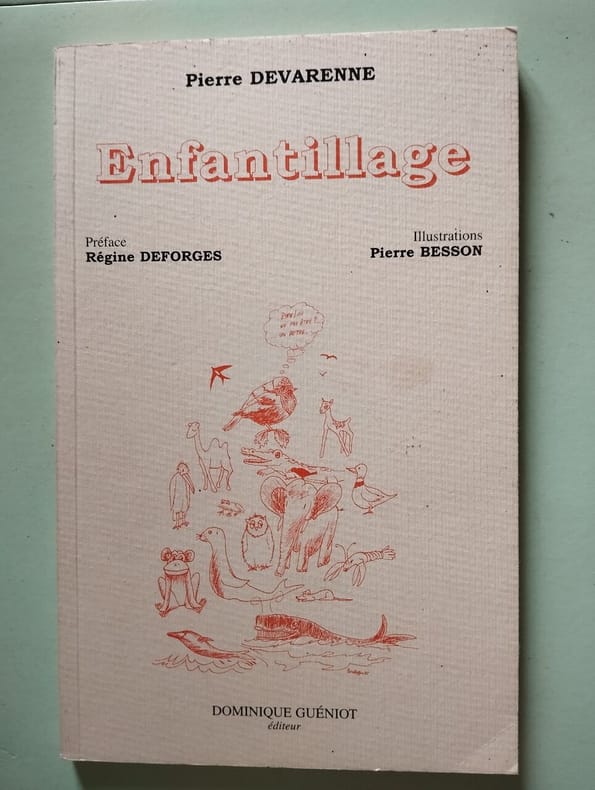 Pierre DEVARENNE
Enfantillage
Préface
Régine DEFORGES
Illustrations
Pierre BESSON
DOMINIQUE GUÉNIOT
éditeur